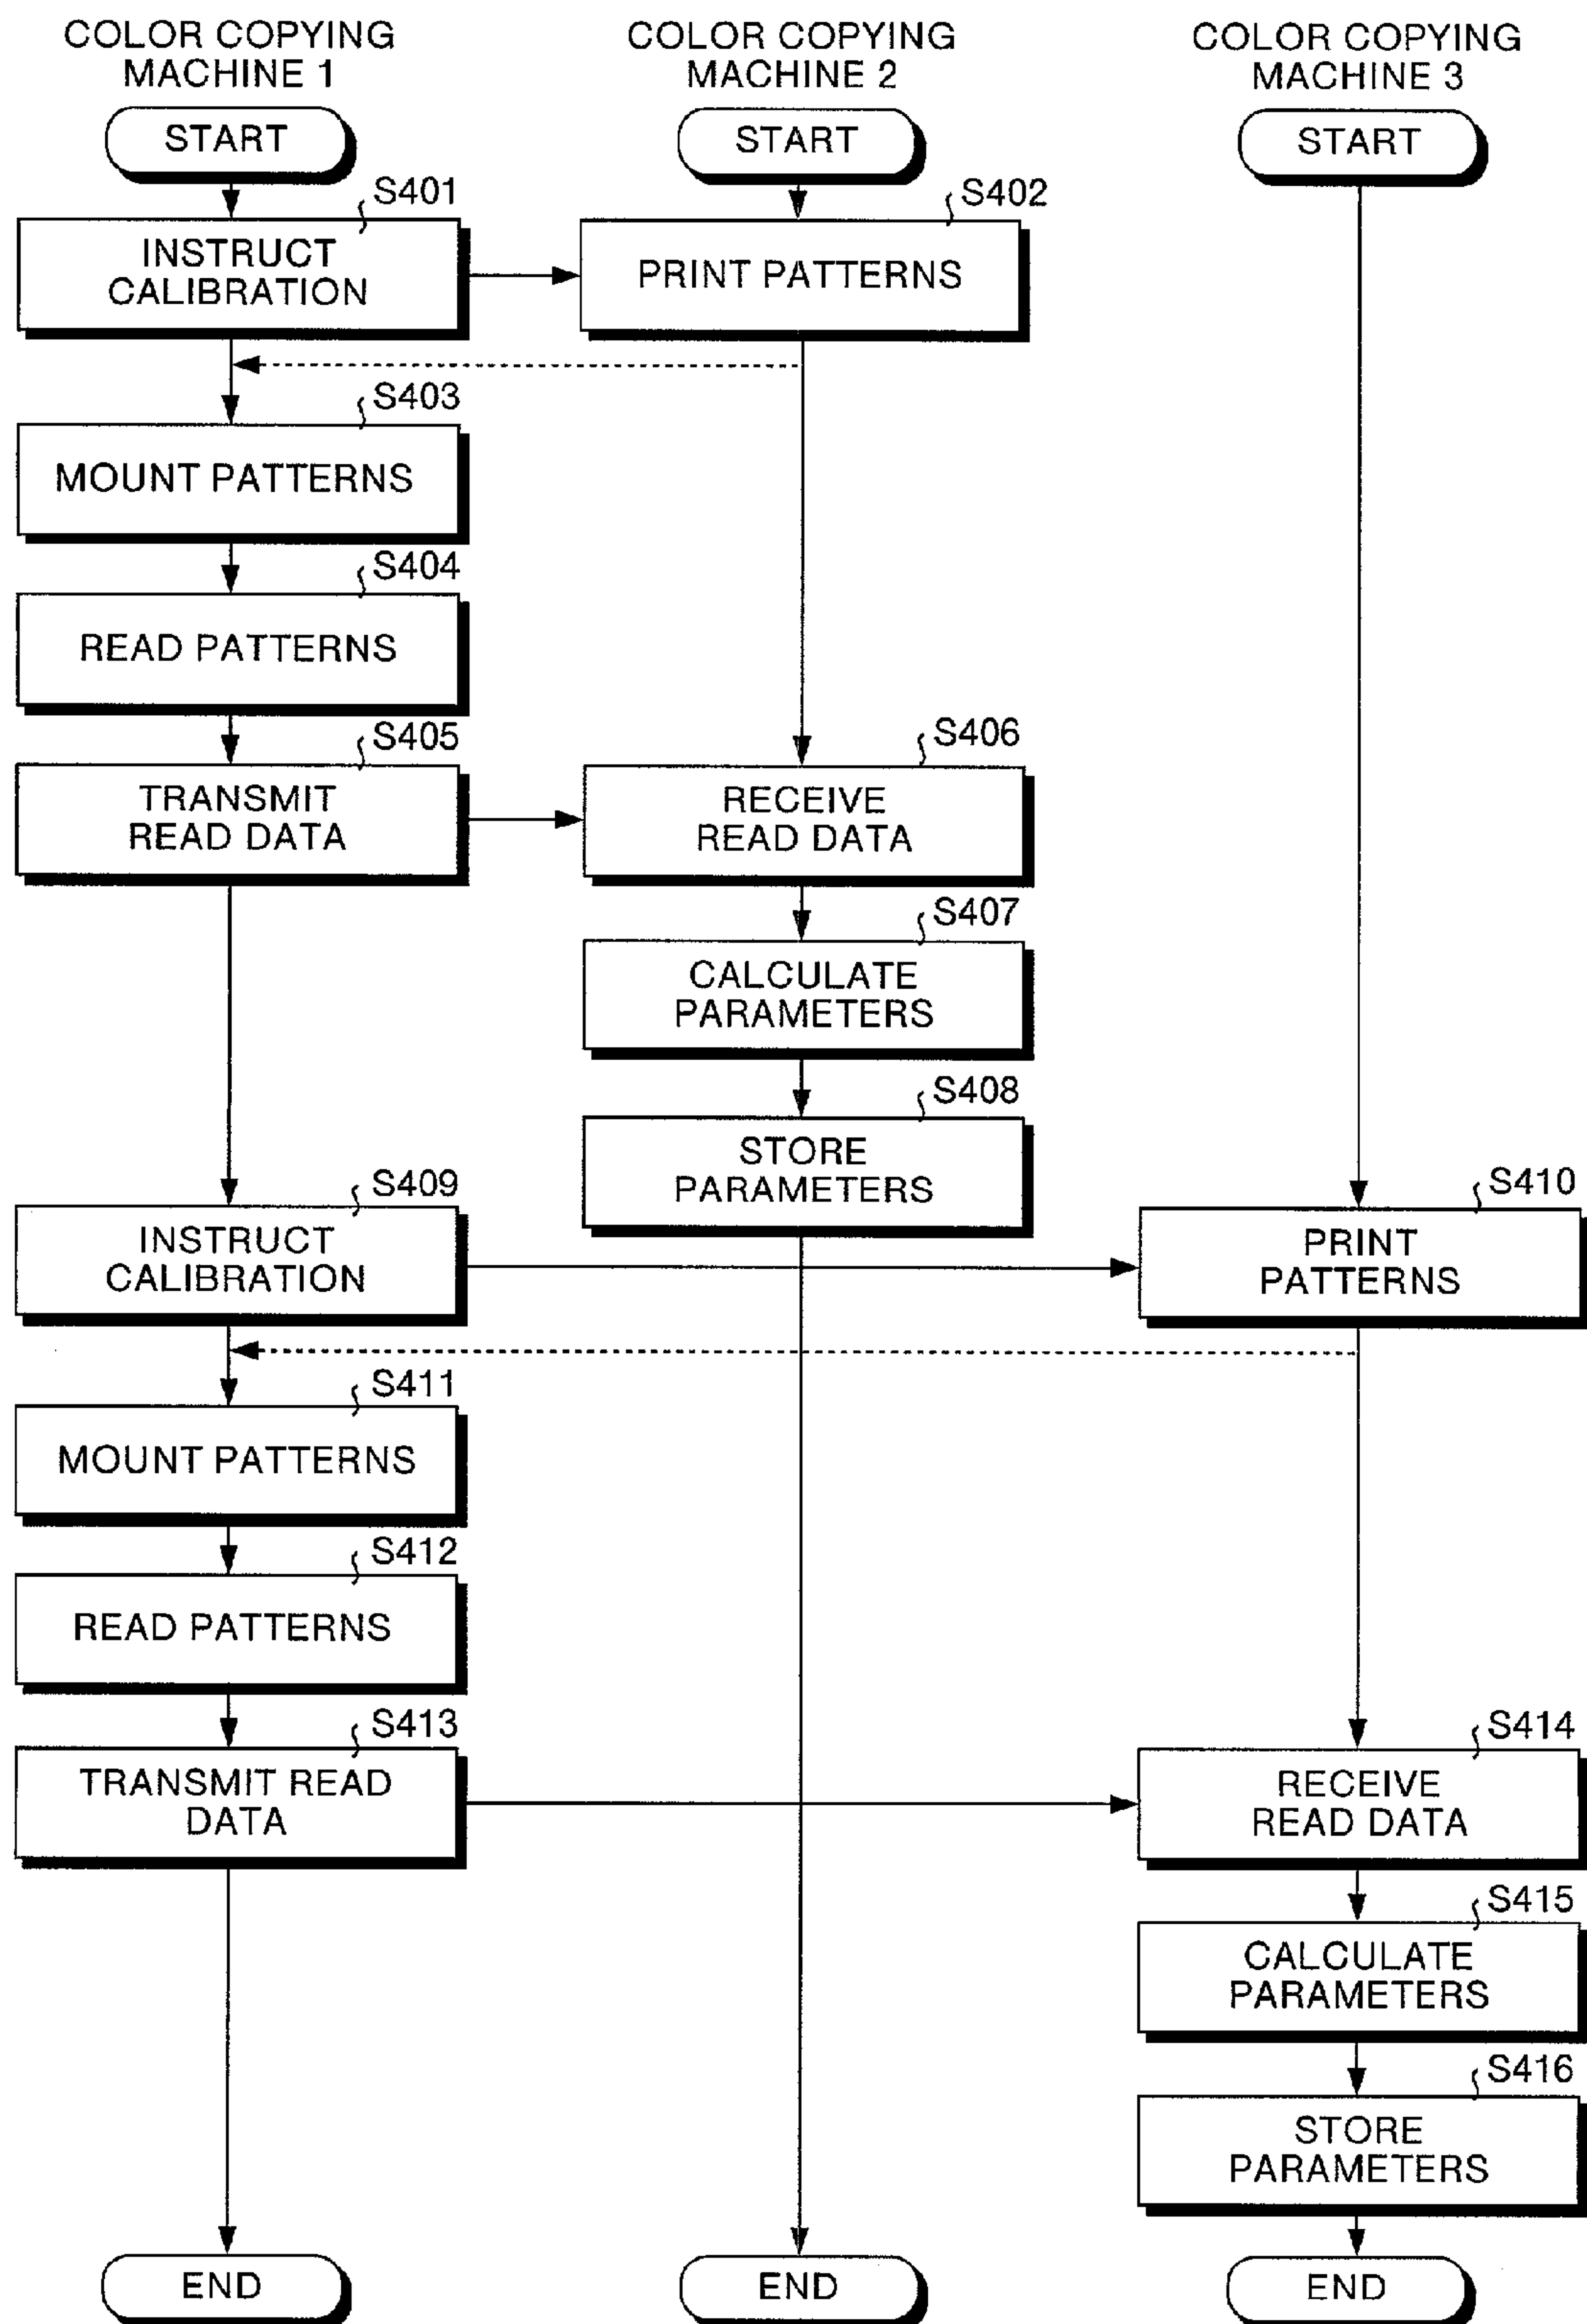 COLOR COPYING
MACHINE 1
COLOR COPYING
MACHINE 2
COLOR COPYING
MACHINE 3
START
START
START
S401
INSTRUCT
CALIBRATION
S402
PRINT PATTERNS
S403
MOUNT PATTERNS
S404
READ PATTERNS
S405
TRANSMIT
READ DATA
S406
RECEIVE
READ DATA
S407
CALCULATE
PARAMETERS
S408
STORE
PARAMETERS
S409
INSTRUCT
CALIBRATION
S410
PRINT
PATTERNS
S411
MOUNT PATTERNS
S412
READ PATTERNS
S413
TRANSMIT READ
DATA
S414
RECEIVE
READ DATA
S415
CALCULATE
PARAMETERS
S416
STORE
PARAMETERS
END
END
END